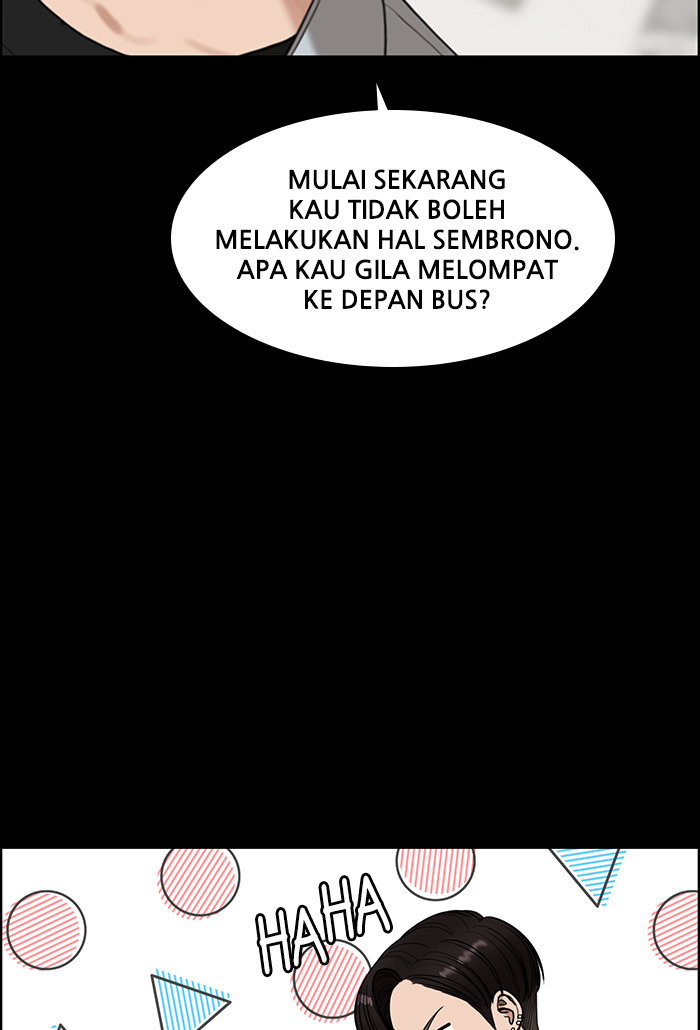 MULAI SEKARANG
KAU TIDAK BOLEH
MELAKUKAN HAL SEMBRONO.
APA KAU GILA MELOMPAT
KE DEPAN BUS?
HAHA